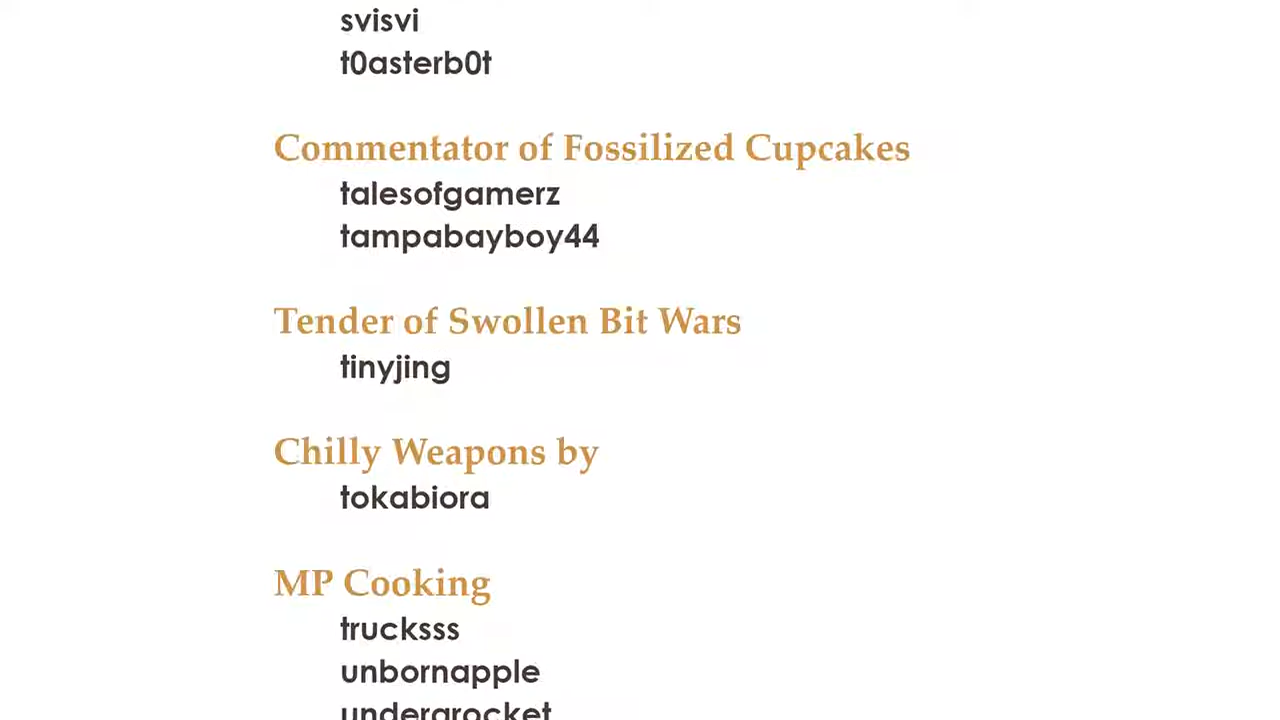 svisvi
t0asterb0t
Commentator of Fossilized Cupcakes
talesofgamerz
tampabayboy44
Tender of Swollen Bit Wars
tinyjing
Chilly Weapons by
tokabiora
MP Cooking
trucksss
unbornapple
undergrocket